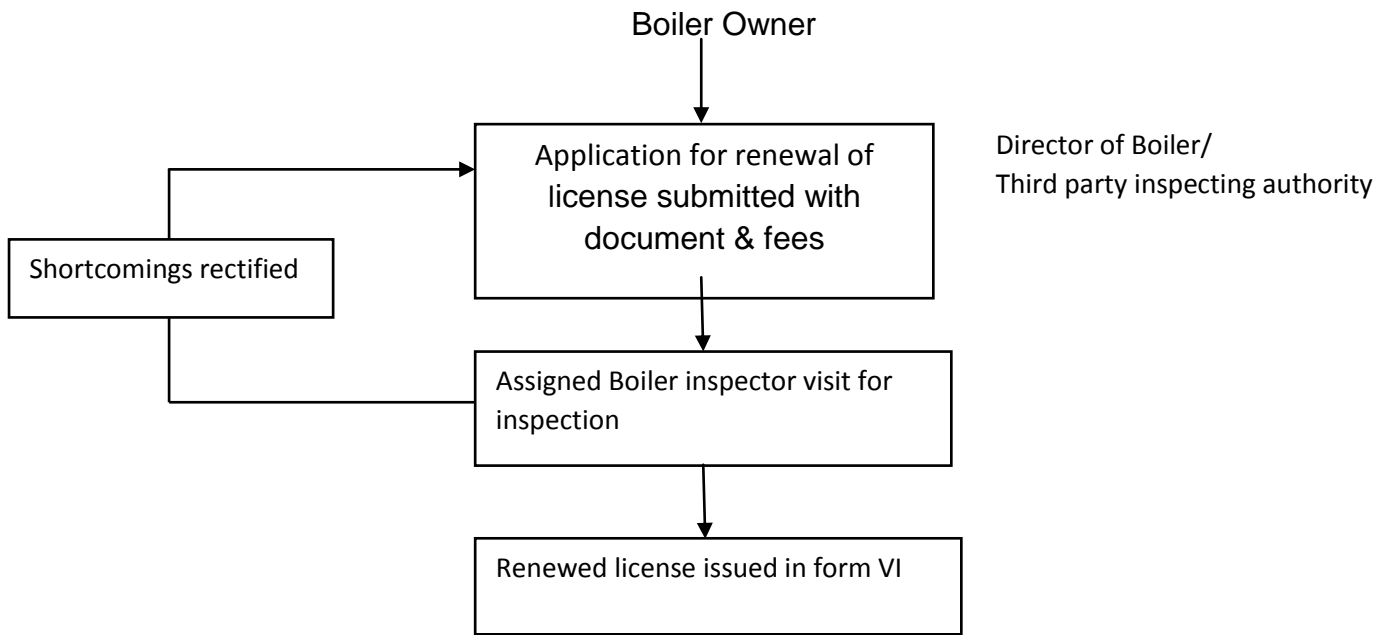 Boiler Owner
Application for renewal of
license submitted with
document & fees
Director of Boiler/
Third party inspecting authority
Shortcomings rectified
Assigned Boiler inspector visit for
inspection
Renewed license issued in form VI